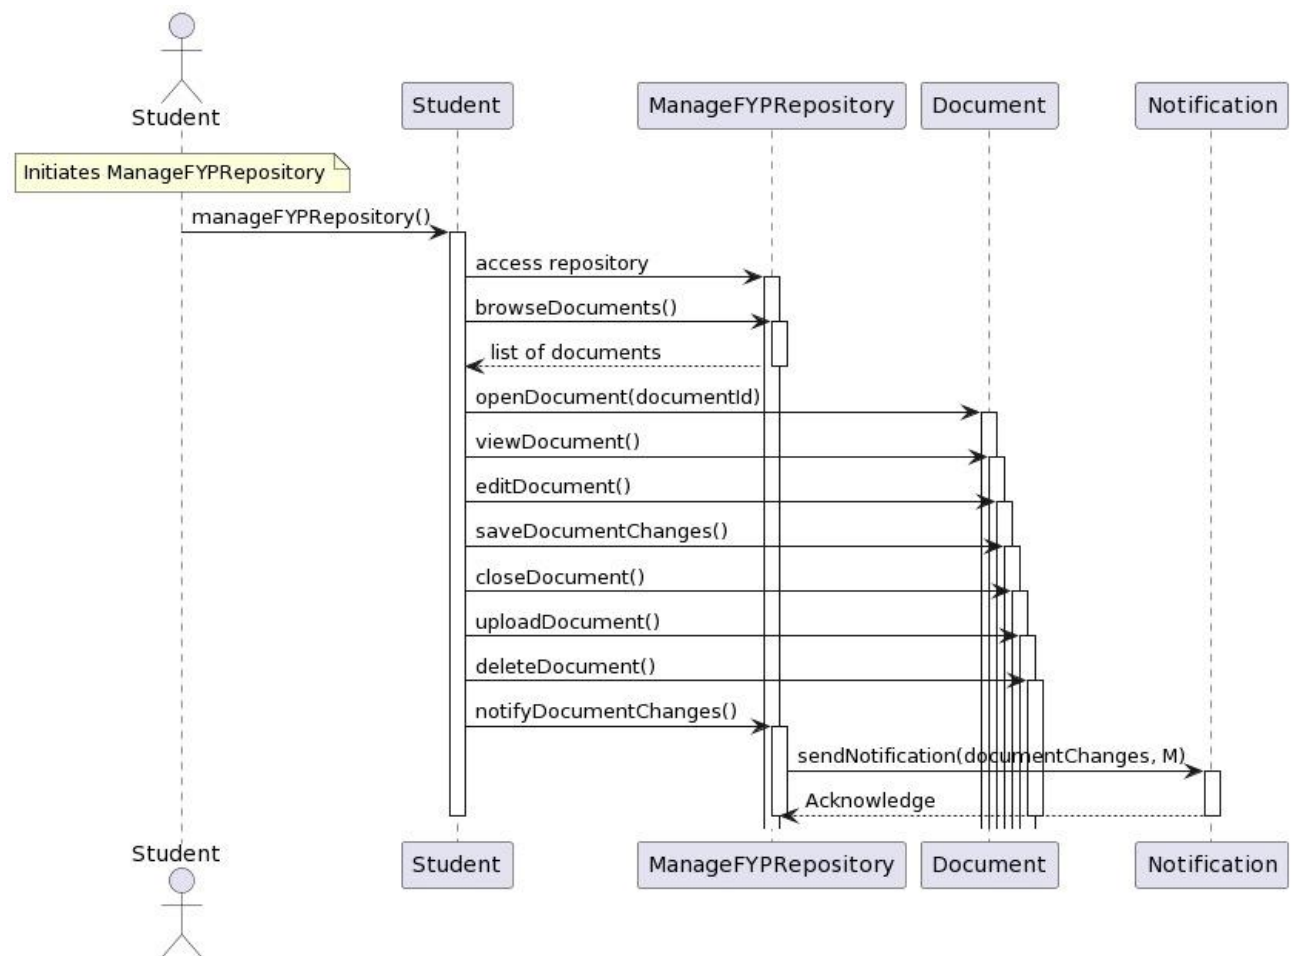 Student
Student
ManageFYPRepository
Document
Notification
Initiates ManageFYPRepository
manageFYPRepository()
access repository
browseDocuments()
list of documents
openDocument(documentId)
viewDocument()
editDocument()
saveDocumentChanges()
closeDocument()
uploadDocument()
deleteDocument()
notifyDocumentChanges()
sendNotification(documentChanges, M)
Acknowledge
Student
Student
ManageFYPRepository
Document
Notification